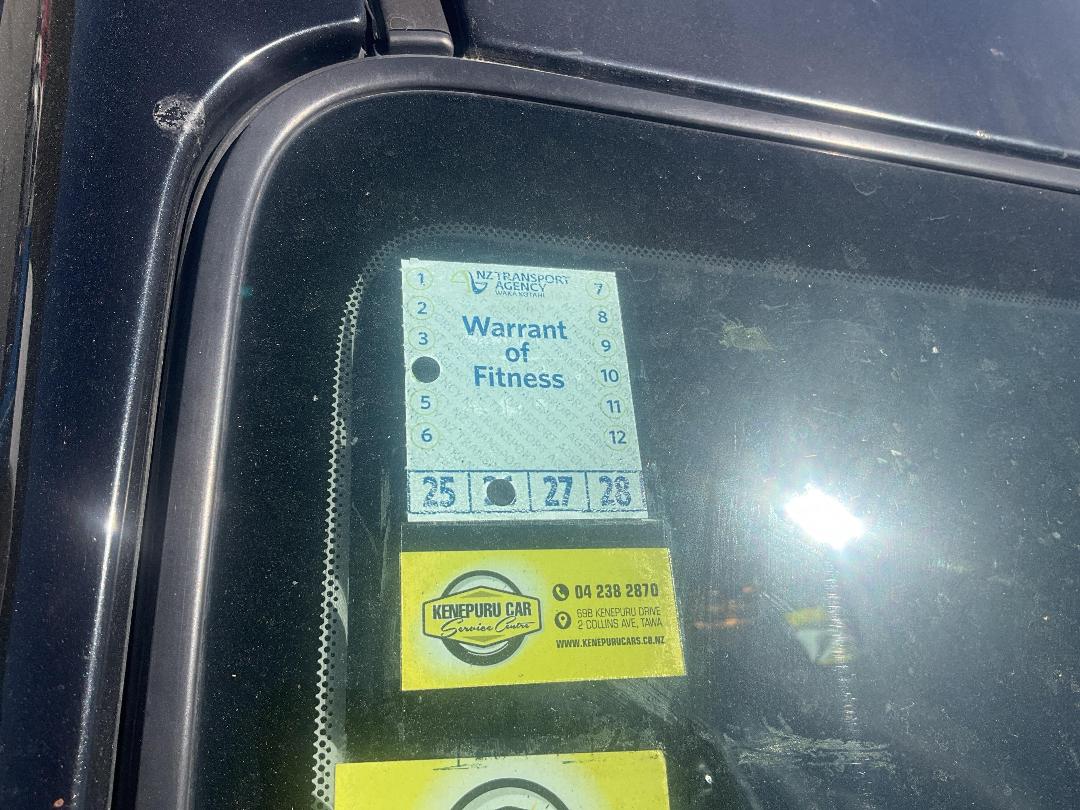 NZ TRANSPORT
AGENCY
WAKA KOTAHI
Warrant
of
Fitness
1
2
3
5
6
7
8
9
10
11
12
25 27 28
KENEPURU CAR
Service Centre
04 238 2870
69B KENEPURU DRIVE
2 COLLINS AVE, TAWA
WWW.KENEPURUCARS.CO.NZ